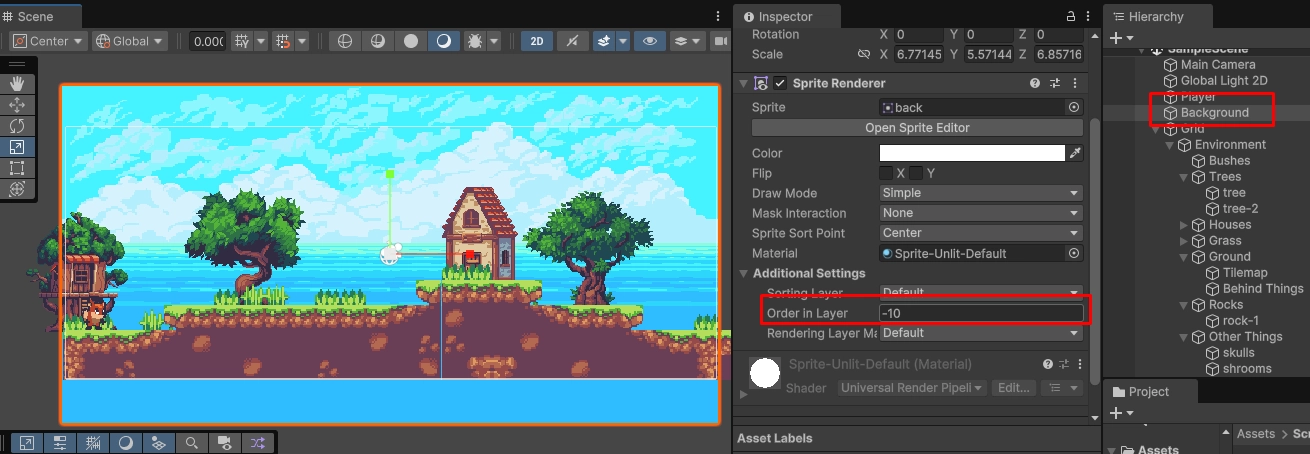 Scene
Center
Global
0.00
2D
Inspector
Rotation X 0 Y 0 Z 0
Scale X 6.77145 Y 5.57144 Z 6.85716
Sprite Renderer
Sprite back
Open Sprite Editor
Color
Flip X Y
Draw Mode Simple
Mask Interaction None
Sprite Sort Point Center
Material Sprite-Unlit-Default
Additional Settings
Sorting Layer Default
Order in Layer -10
Rendering Layer Ma Default
Sprite-Unlit-Default (Material)
Shader Universal Render Pipeli Edit...
Asset Labels
Hierarchy
SampleScene
Main Camera
Global Light 2D
Player
Background
Grid
Environment
Bushes
Trees
tree
tree-2
Houses
Grass
Ground
Tilemap
Behind Things
Rocks
rock-1
Other Things
skulls
shrooms
Project
Assets
Assets > Scr